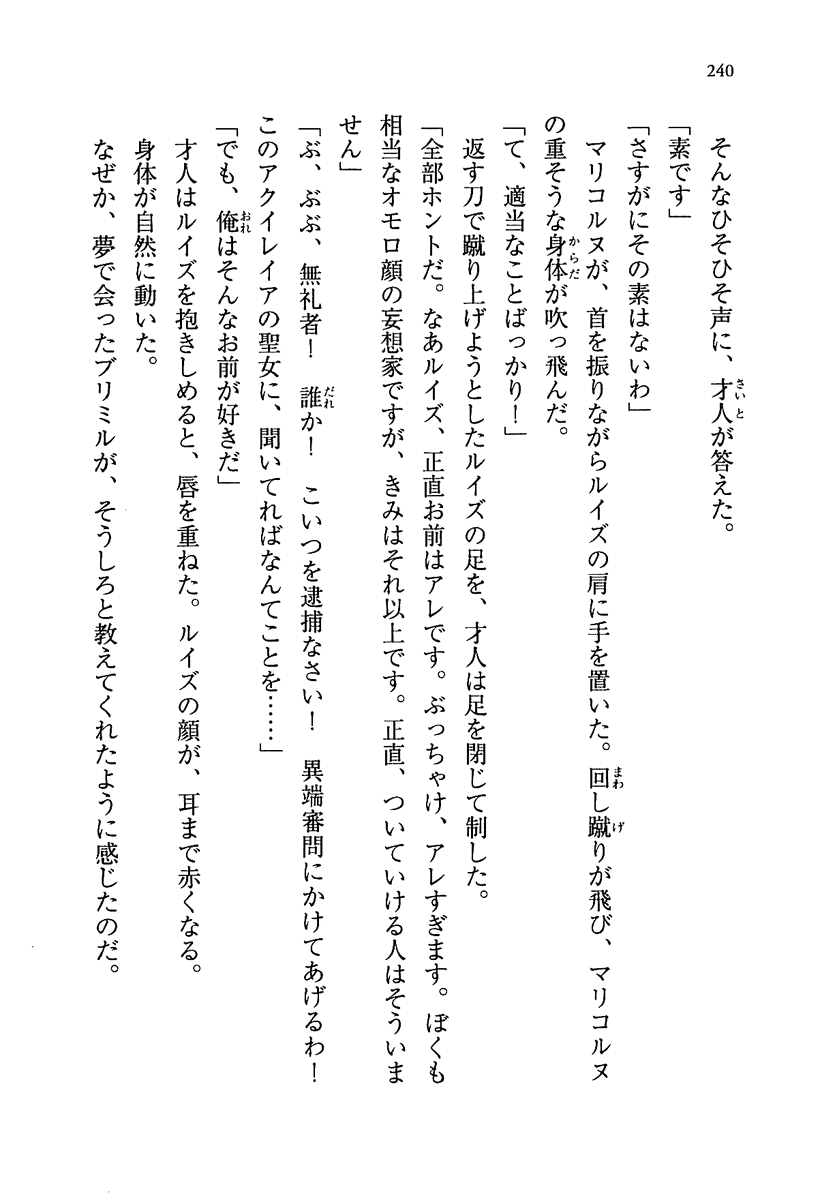 240
そんなひそひそ声に、才人が答えた。
「素です」
「さすがにその素はないわ」
マリコルヌが、首を振りながらルイズの肩に手を置いた。回し蹴りが飛び、マリコルヌ
の重そうな身体が吹っ飛んだ。
「て、適当なことばっかり！」
返す刀で蹴り上げようとしたルイズの足を、才人は足を閉じて制した。
「全部ホントだ。なあルイズ、正直お前はアレです。ぶっちゃけ、アレすぎます。ぼくも
相当なオモロ顔の妄想家ですが、きみはそれ以上です。正直、ついていける人はそういま
せん」
「ぶ、ぶぶ、無礼者！　誰か！　こいつを逮捕なさい！　異端審問にかけてあげるわ！
このアクイレイアの聖女に、聞いてればなんてことを……」
「でも、俺はそんなお前が好きだ」
才人はルイズを抱きしめると、唇を重ねた。ルイズの顔が、耳まで赤くなる。
身体が自然に動いた。
なぜか、夢で会ったブリミルが、そうしろと教えてくれたように感じたのだ。